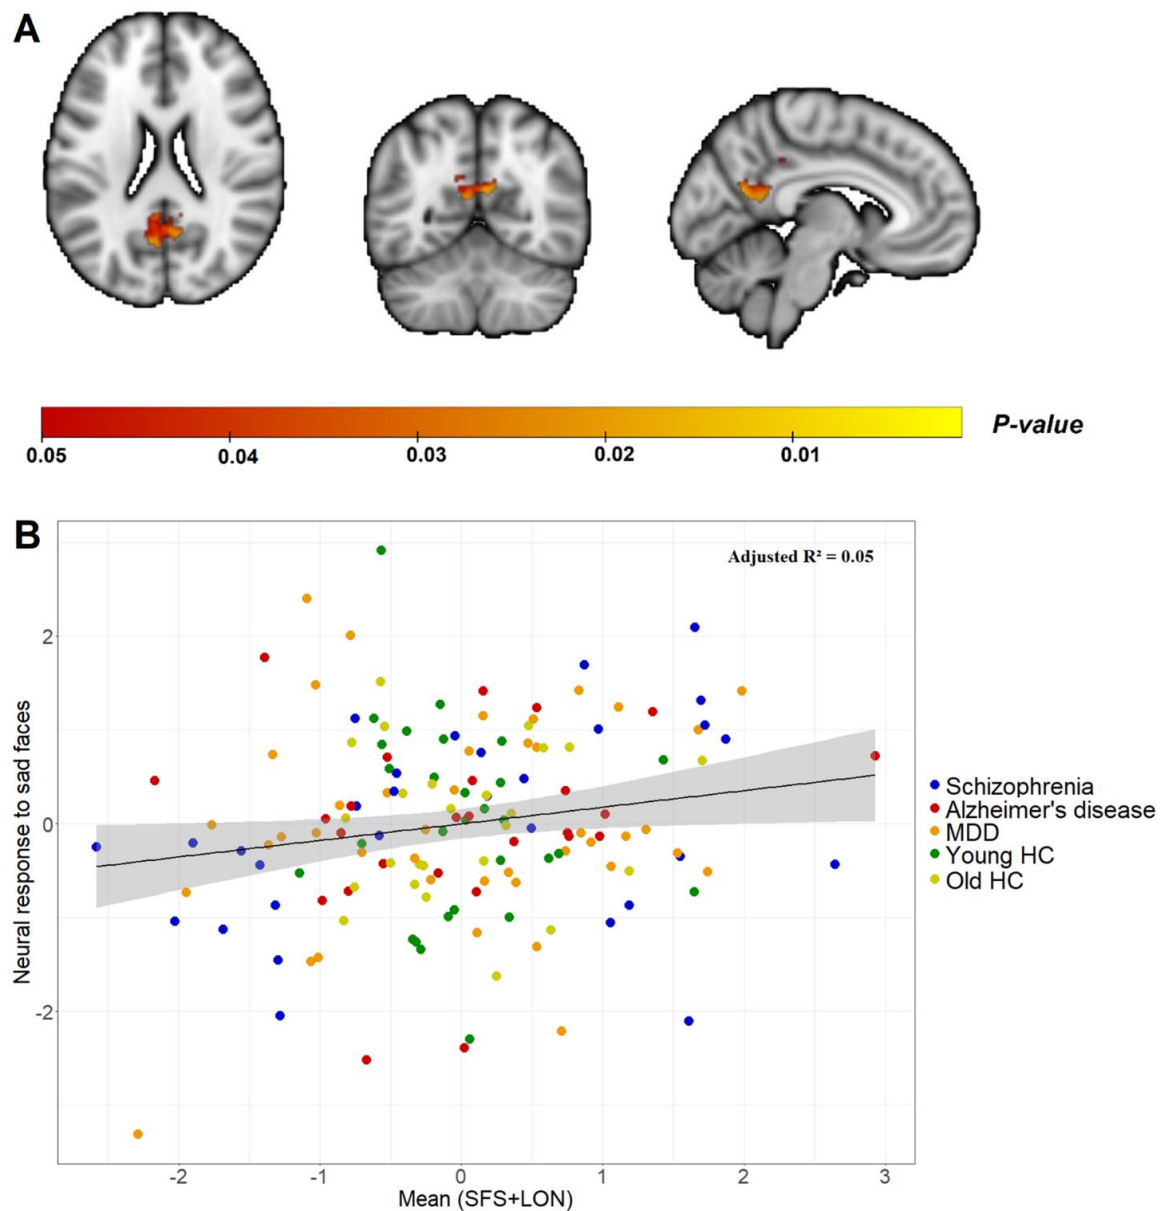 A
P-value
0.05 0.04 0.03 0.02 0.01
B
Adjusted R² = 0.05
Neural response to sad faces
2
0
-2
-2 -1 0 1 2 3
Mean (SFS+LON)
Schizophrenia
Alzheimer's disease
MDD
Young HC
Old HC